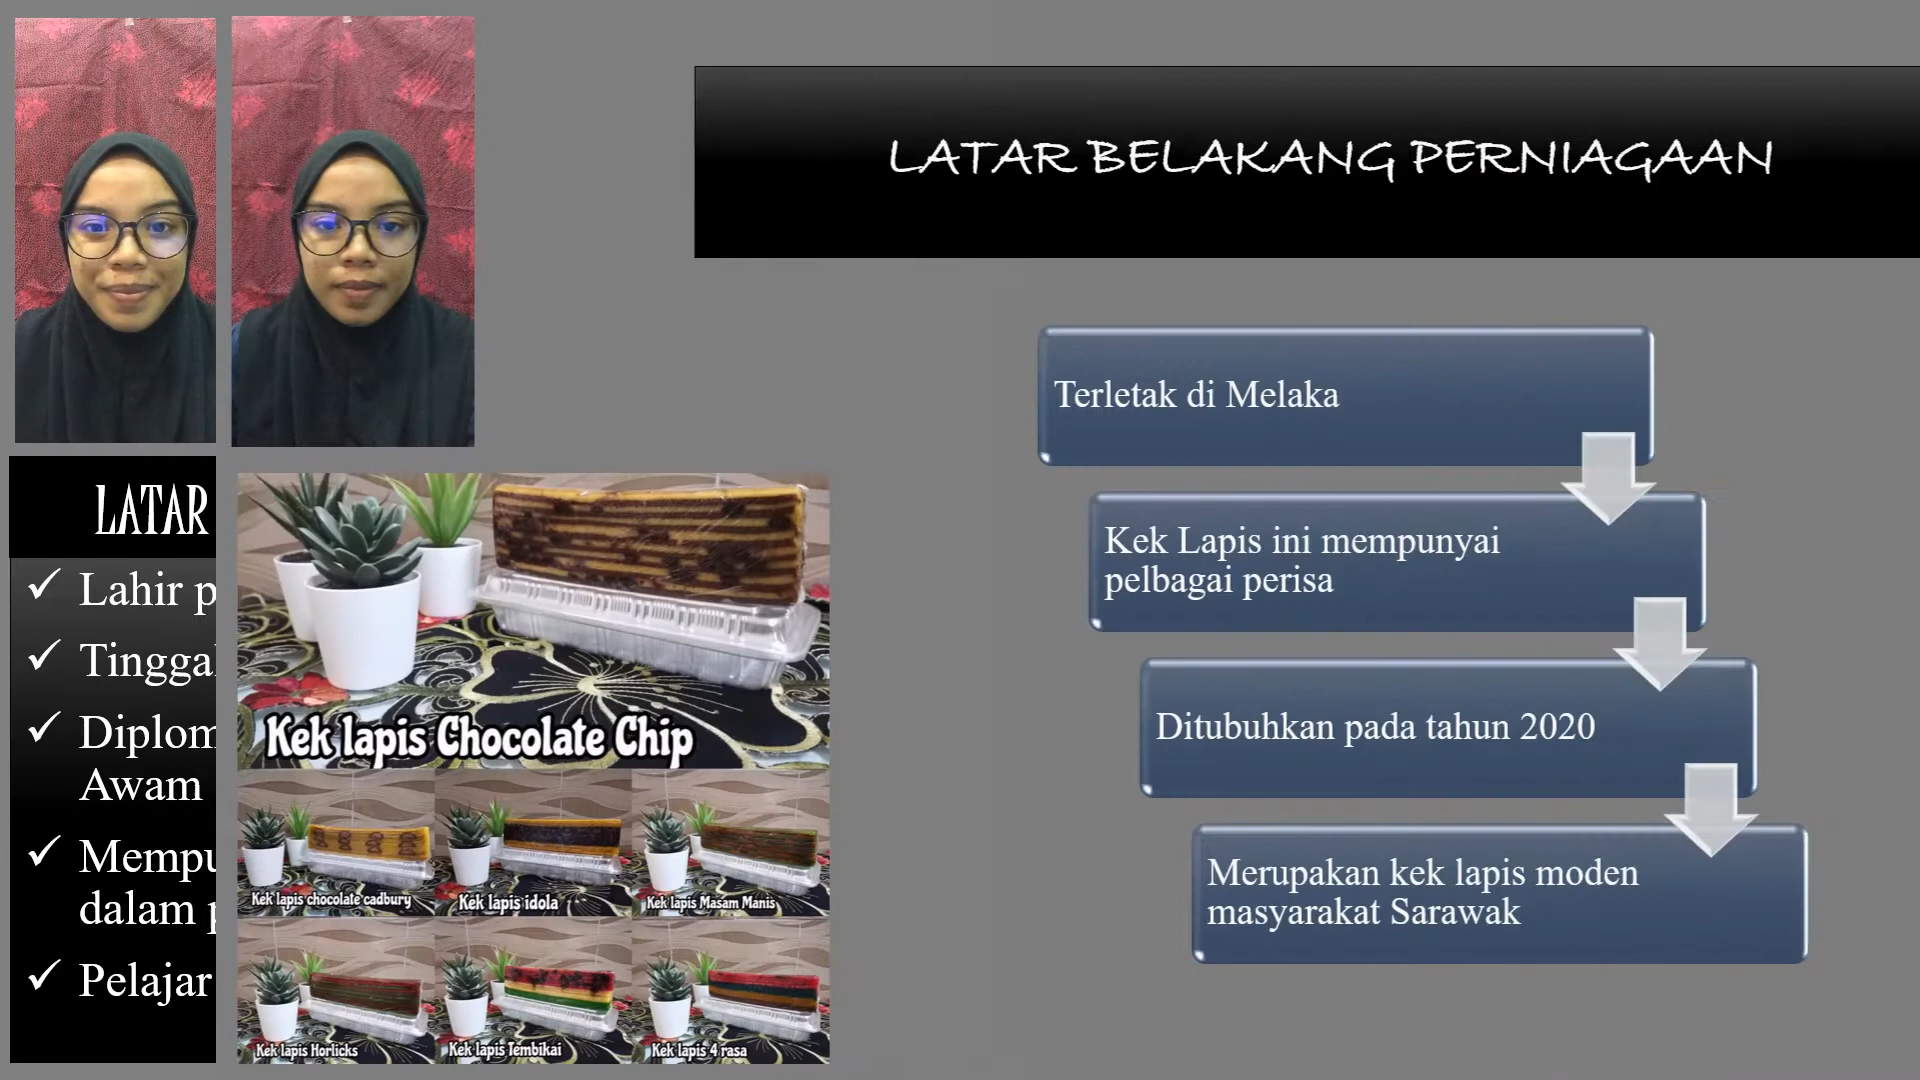 LATAR BELAKANG PERNIAGAAN
Terletak di Melaka
Kek Lapis ini mempunyai
pelbagai perisa
Ditubuhkan pada tahun 2020
Merupakan kek lapis moden
masyarakat Sarawak
LATAR
Lahir p
Tinggal
Diplom
Awam
Mempu
dalam p
Pelajar
Kek lapis Chocolate Chip
Kek lapis chocolate cadbury
Kek lapis idola
Kek lapis Masam Manis
Kek lapis Horlicks
Kek lapis Tembikai
Kek lapis 4 rasa